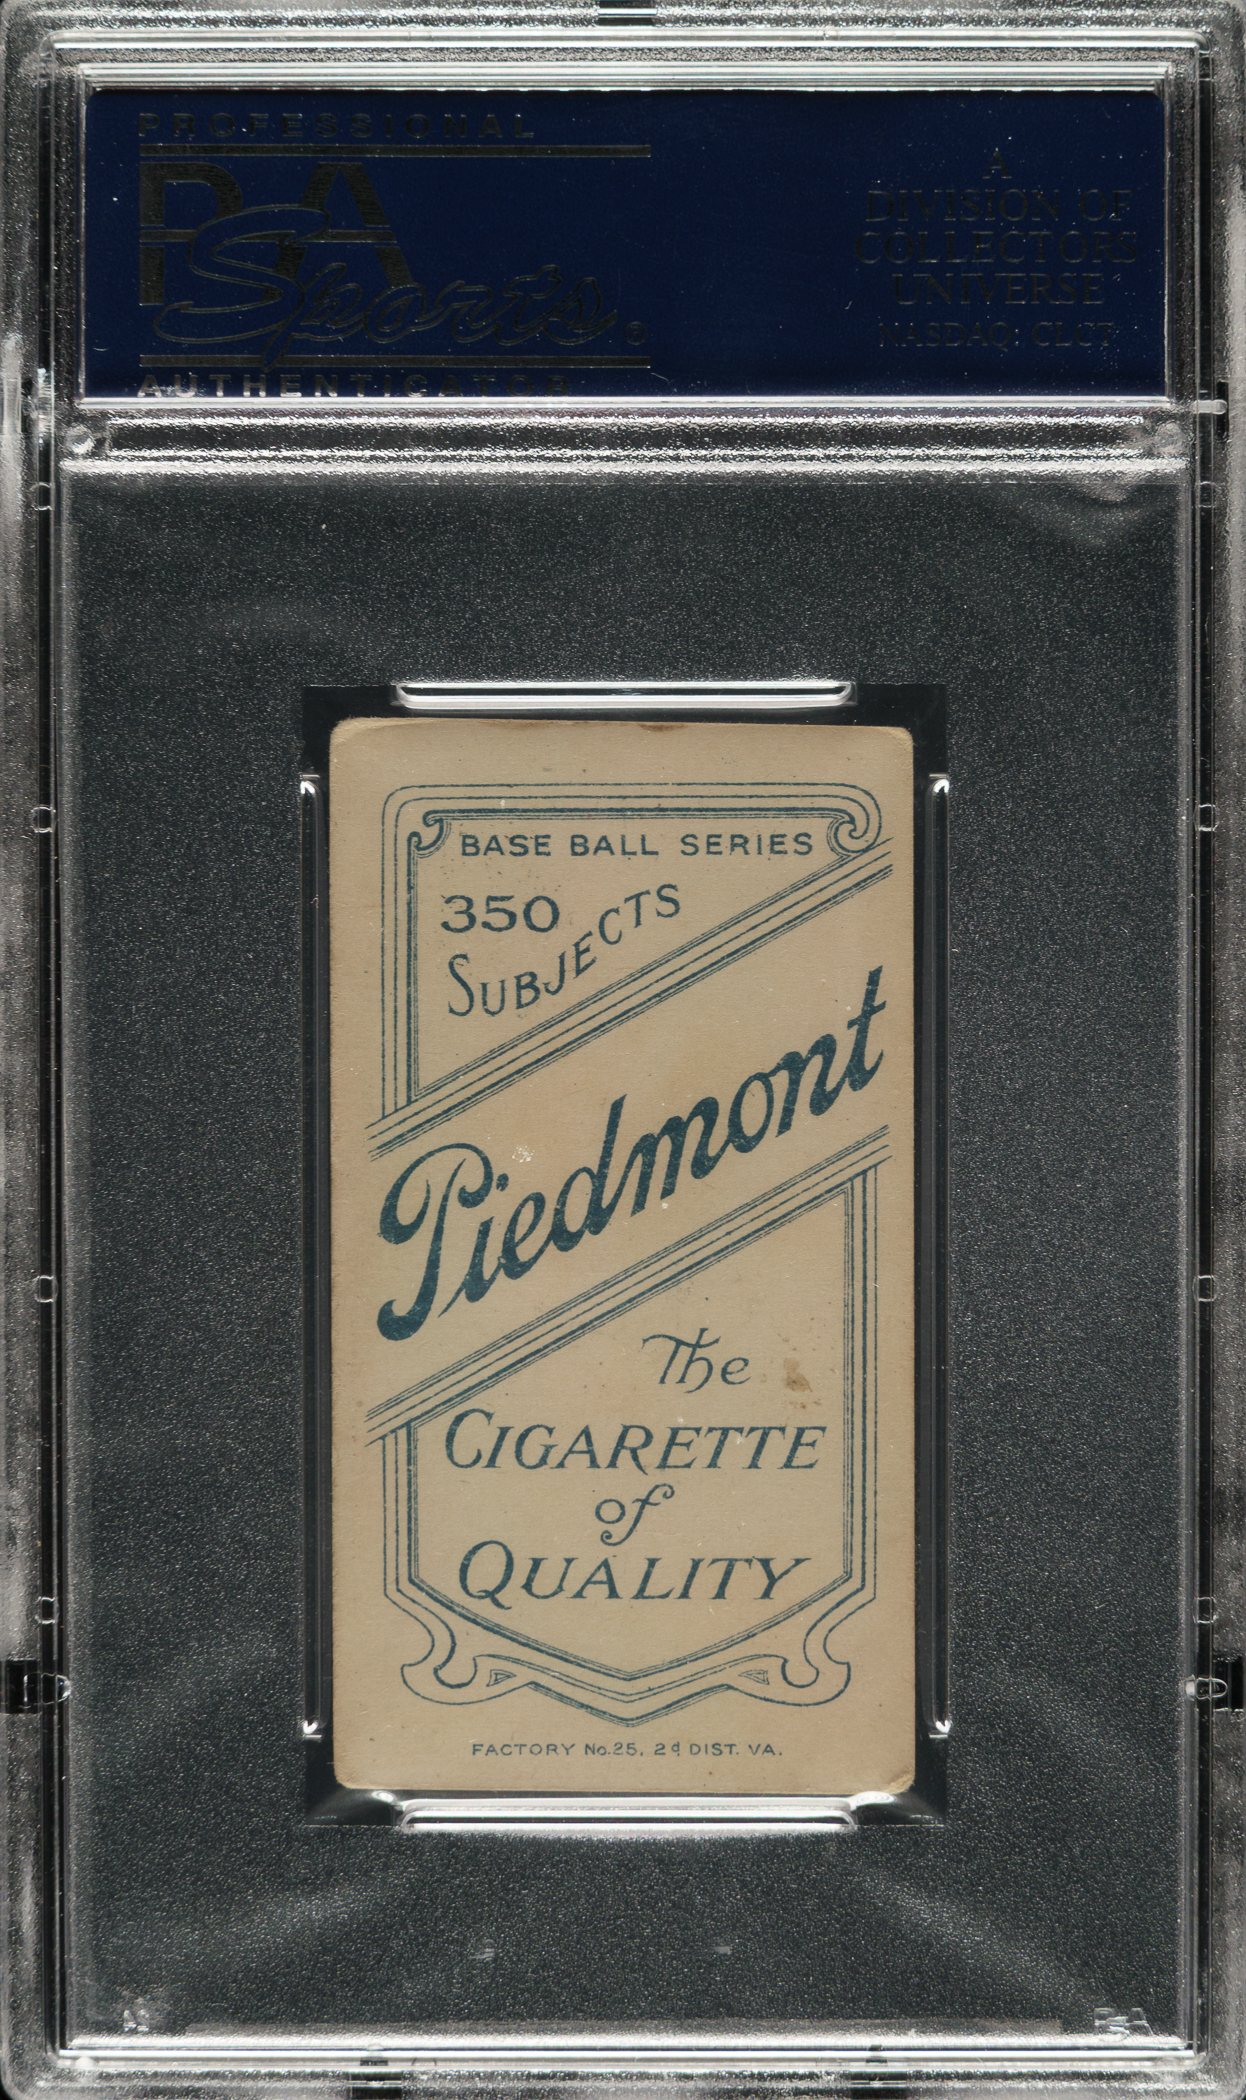 PROFESSIONAL
PSA
Sports®
AUTHENTICATOR
A
DIVISION OF
COLLECTORS
UNIVERSE
NASDAQ: CLCT
BASE BALL SERIES
350
SUBJECTS
Piedmont
The
CIGARETTE
of
QUALITY
FACTORY No. 25, 2d DIST. VA.
PSA